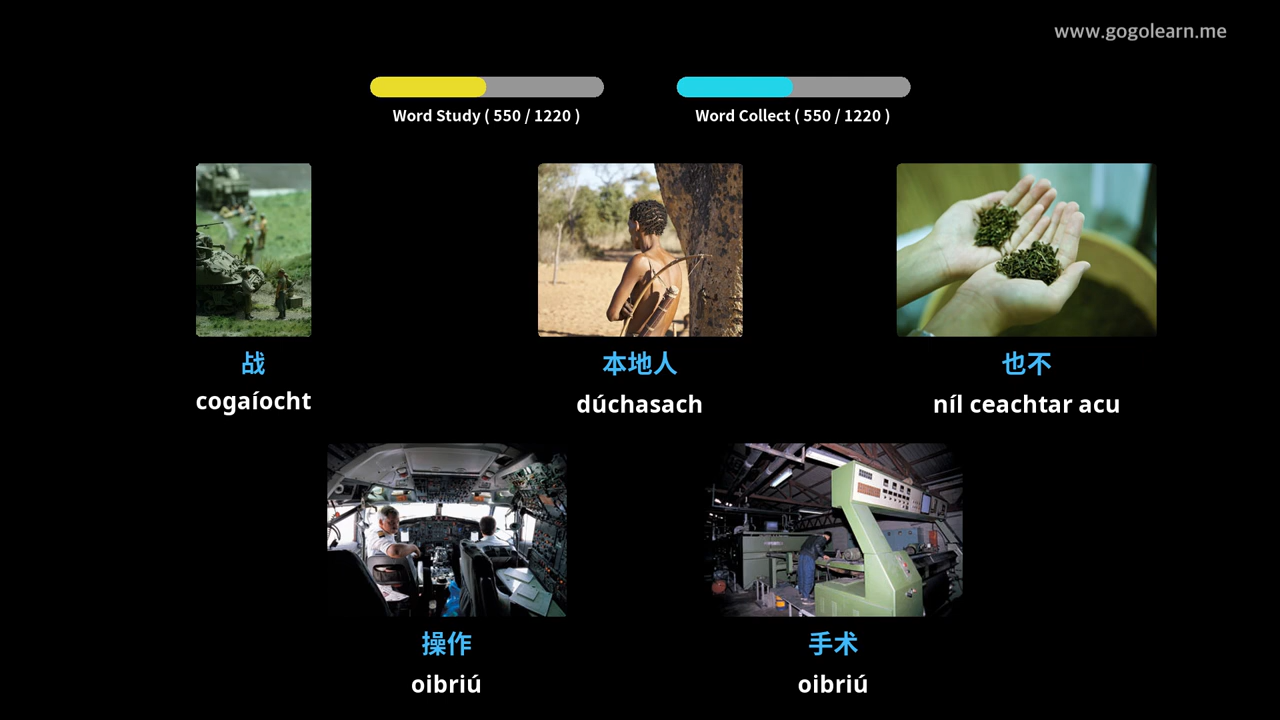 www.gogolearn.me
Word Study ( 550 / 1220 )
Word Collect ( 550 / 1220 )
战
cogaíocht
本地人
dúchasach
也不
níl ceachtar acu
操作
oibriú
手术
oibriú